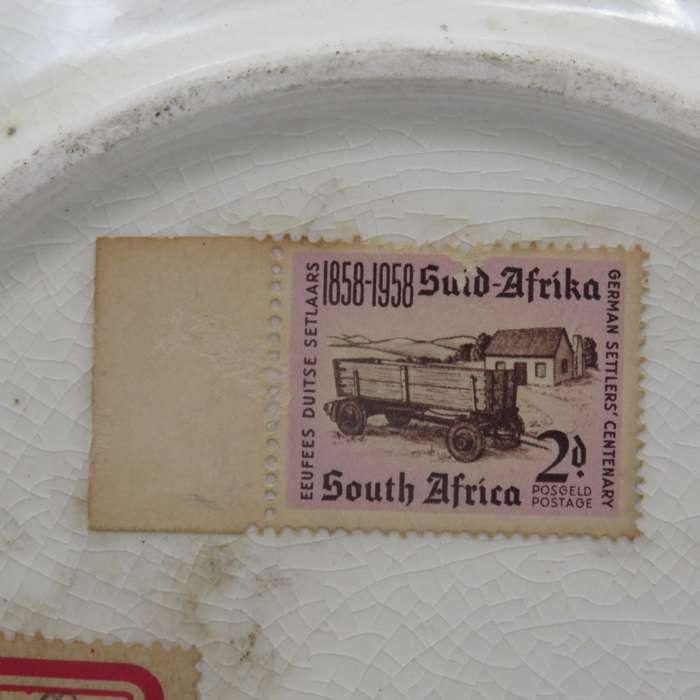 1858-1958 Suid-Afrika
EEUFEES DUITSE SETLAARS
GERMAN SETTLERS' CENTENARY
2d.
South Africa
POSGELD
POSTAGE